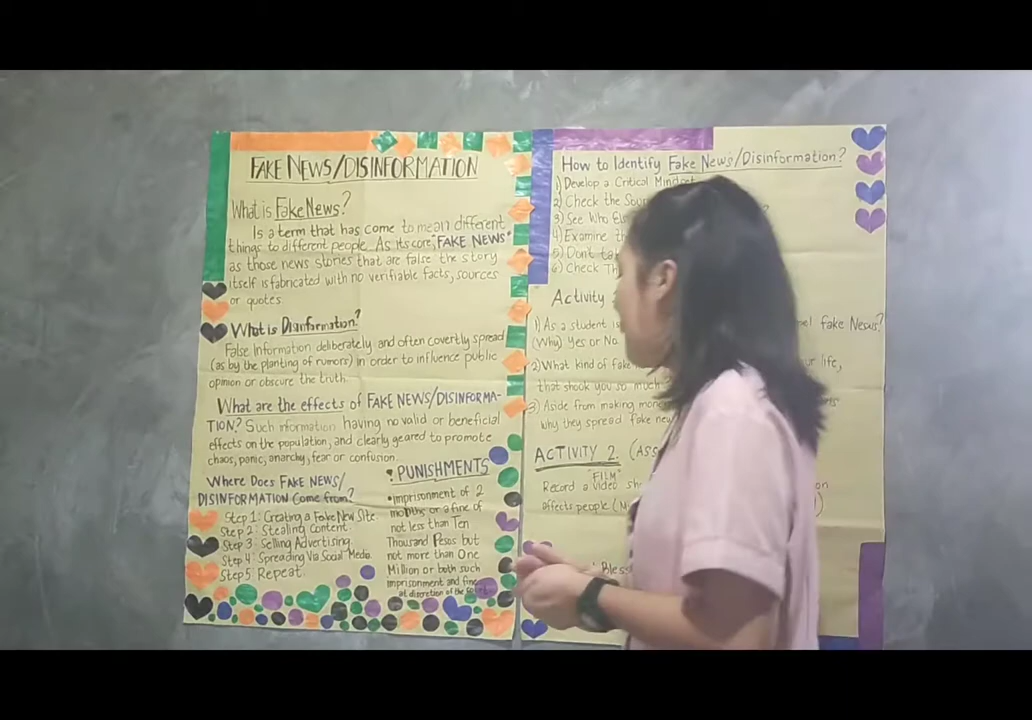 FAKE NEWS/DISINFORMATION
What is Fake News?
Is a term that has come to mean different
things to different people. As its core, "FAKE NEWS"
as those news stories that are false the story
itself is fabricated with no verifiable facts, sources
or quotes
What is Disinformation?
False Information deliberately and often covertly spread
(as by the planting of rumors) in order to influence public
opinion or obscure the truth.
What are the effects of FAKE NEWS/DISINFORMA-
TION? Such information having no valid or beneficial
effects on the population, and clearly geared to promote
chaos, panic, anarchy, fear or confusion.
Where Does FAKE NEWS/
DISINFORMATION Come from?
Step 1: Creating a Fake New Site.
Step 2: Stealing Content.
Step 3: Selling Advertising.
Step 4: Spreading Via Social Media.
Step 5: Repeat.
PUNISHMENTS
•imprisonment of 2
months or a fine of
not less than Ten
Thousand Pesos but
not more than One
Million or both such
imprisonment and fine
at discretion of the court.
How to Identify Fake News/Disinformation?
1) Develop a Critical Mindset
2) Check the
3) See Who
4) Examine
5) Don't
6) Check
Activity
1) As a student fake News?
(Why) Yes or No.
2) What kind of life,
that shook you so much
3) Aside from making
why they spread fake
ACTIVITY 2.
"FILM"
Record a video
affects people